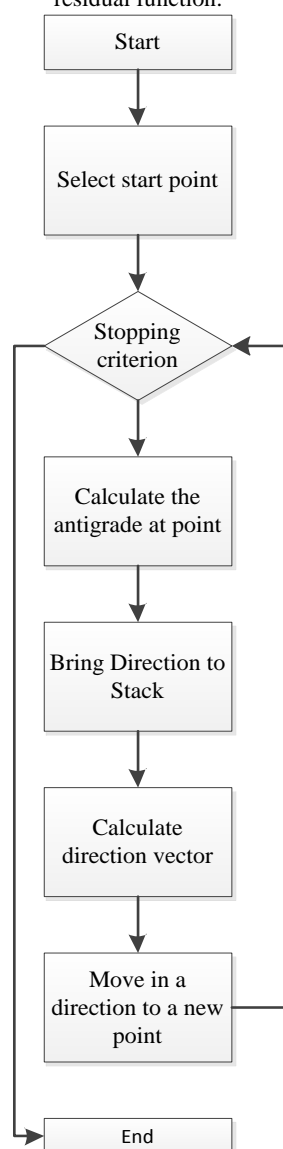 residual function.
Start
Select start point
Stopping
criterion
Calculate the
antigrade at point
Bring Direction to
Stack
Calculate
direction vector
Move in a
direction to a new
point
End